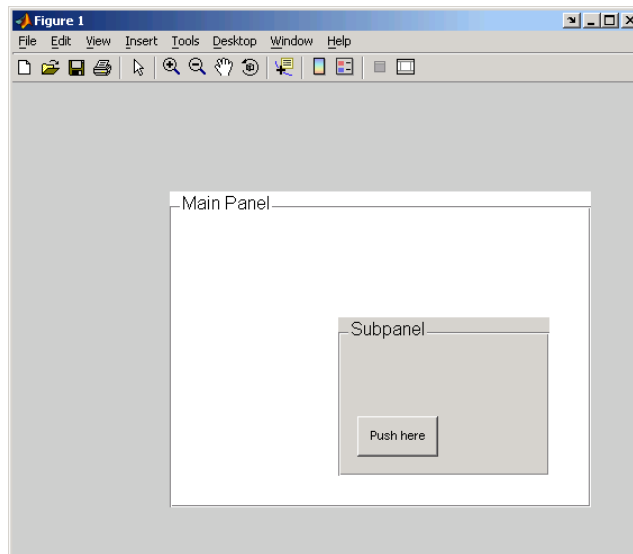 Figure 1
File Edit View Insert Tools Desktop Window Help
Main Panel
Subpanel
Push here